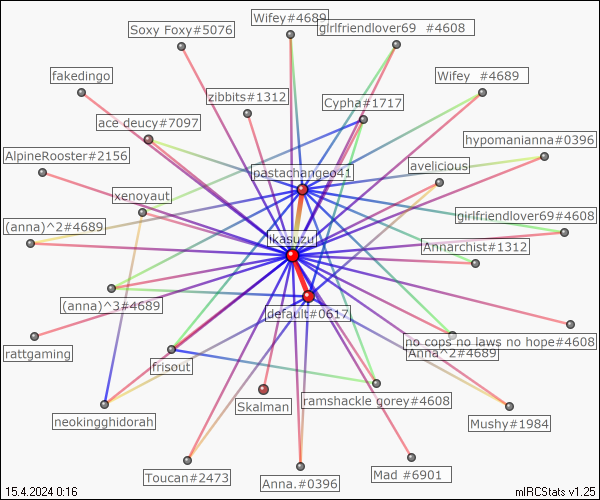 Wifey#4689
Soxy Foxy#5076
girlfriendlover69 #4608
fakedingo
Wifey #4689
zibbits#1312
Cypha#1717
ace deucy#7097
hypomanianna#0396
AlpineRooster#2156
avelicious
pastachangeo41
xenoyaut
girlfriendlover69#4608
(anna)^2#4689
ikasuzu
Annarchist#1312
(anna)^3#4689
default#0617
no cops no laws no hope#4608
rattgaming
Anna^2#4689
frisout
ramshackle gorey#4608
Skalman
neokingghidorah
Mushy#1984
Toucan#2473
Anna.#0396
Mad #6901
15.4.2024 0:16
mIRCStats v1.25